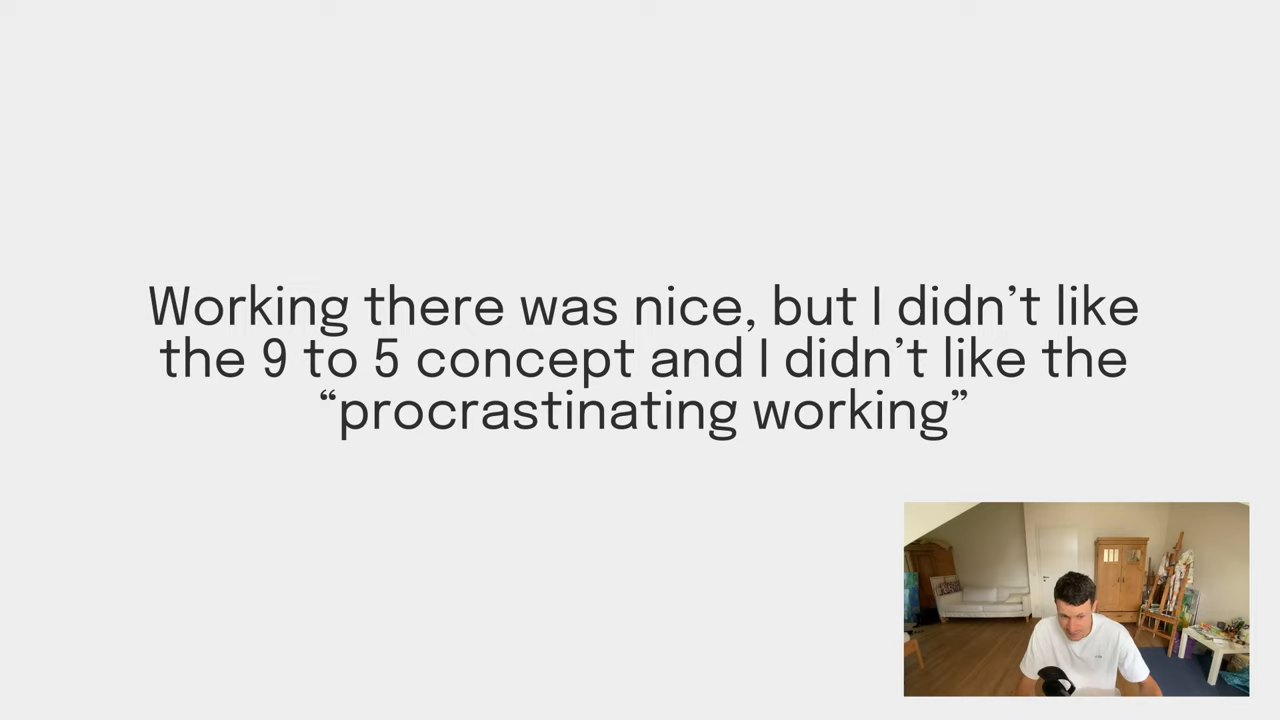 Working there was nice, but I didn’t like
the 9 to 5 concept and I didn’t like the
“procrastinating working”